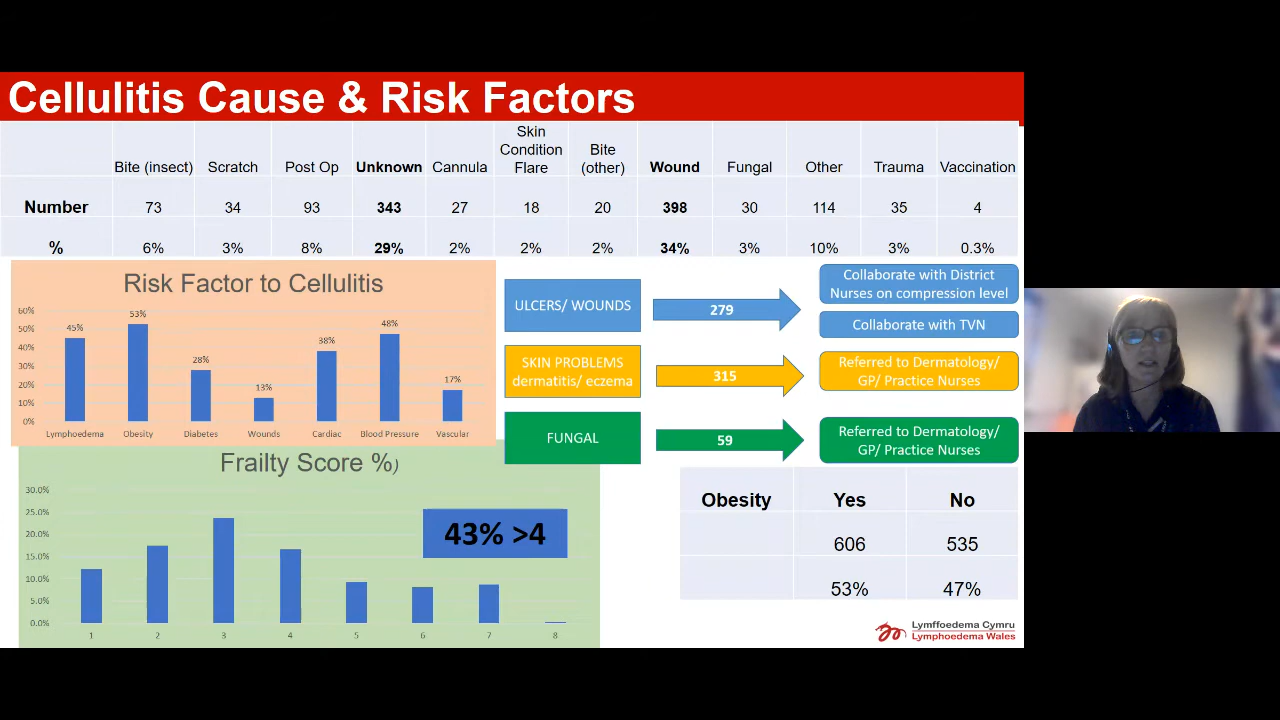 Cellulitis Cause & Risk Factors
Bite (insect) Scratch Post Op Unknown Cannula Skin Condition Flare Bite (other) Wound Fungal Other Trauma Vaccination
Number 73 34 93 343 27 18 20 398 30 114 35 4
% 6% 3% 8% 29% 2% 2% 2% 34% 3% 10% 3% 0.3%
Risk Factor to Cellulitis
60%
50%
40%
30%
20%
10%
0%
45% 53% 28% 13% 38% 48% 17%
Lymphoedema Obesity Diabetes Wounds Cardiac Blood Pressure Vascular
ULCERS/ WOUNDS
279
Collaborate with District
Nurses on compression level
Collaborate with TVN
SKIN PROBLEMS
dermatitis/ eczema
315
Referred to Dermatology/
GP/ Practice Nurses
FUNGAL
59
Referred to Dermatology/
GP/ Practice Nurses
Frailty Score %)
30.0%
25.0%
20.0%
15.0%
10.0%
5.0%
0.0%
1 2 3 4 5 6 7 8
43% >4
Obesity Yes No
606 535
53% 47%
Lymffoedema Cymru
Lymphoedema Wales